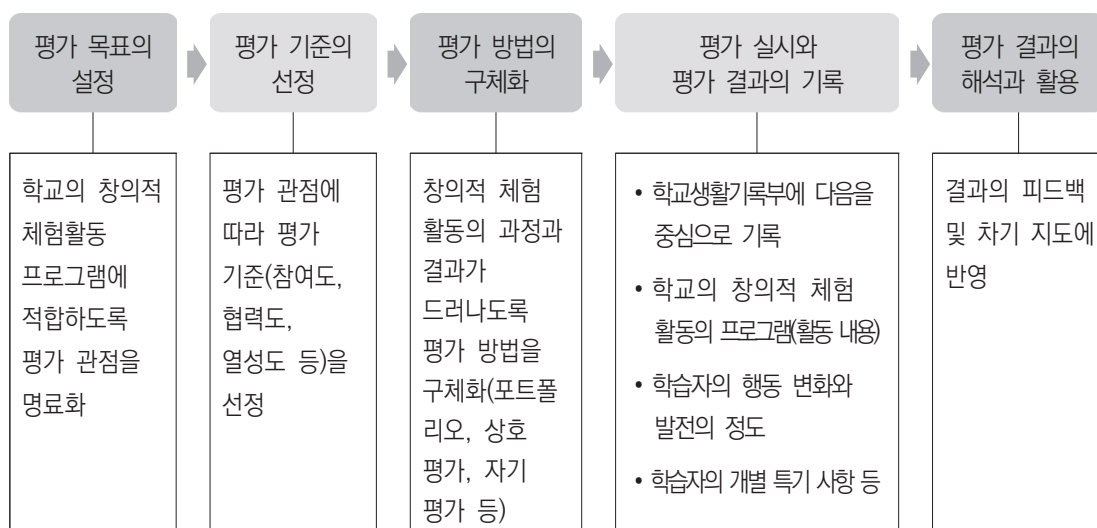 평가 목표의
설정
평가 기준의
선정
평가 방법의
구체화
평가 실시와
평가 결과의 기록
평가 결과의
해석과 활용
학교의 창의적
체험활동
프로그램에
적합하도록
평가 관점을
명료화
평가 관점에
따라 평가
기준(참여도,
협력도,
열성도 등)을
선정
창의적 체험
활동의 과정과
결과가
드러나도록
평가 방법을
구체화(포트폴
리오, 상호
평가, 자기
평가 등)
• 학교생활기록부에 다음을
중심으로 기록
• 학교의 창의적 체험
활동의 프로그램(활동 내용)
• 학습자의 행동 변화와
발전의 정도
• 학습자의 개별 특기 사항 등
결과의 피드백
및 차기 지도에
반영